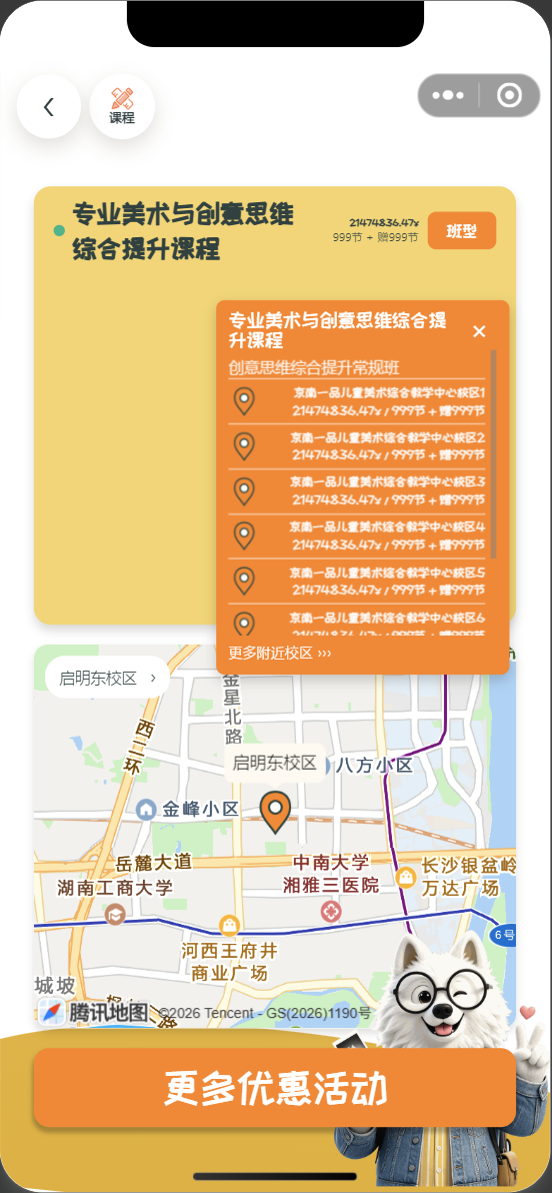 课程
专业美术与创意思维
综合提升课程
21474836.47¥
999节 + 赠999节
班型
专业美术与创意思维综合提
升课程
创意思维综合提升常规班
京南一品儿童美术综合教学中心校区1
21474836.47¥ / 999节 + 赠999节
京南一品儿童美术综合教学中心校区2
21474836.47¥ / 999节 + 赠999节
京南一品儿童美术综合教学中心校区3
21474836.47¥ / 999节 + 赠999节
京南一品儿童美术综合教学中心校区4
21474836.47¥ / 999节 + 赠999节
京南一品儿童美术综合教学中心校区5
21474836.47¥ / 999节 + 赠999节
京南一品儿童美术综合教学中心校区6
21474836.47¥ / 999节 + 赠999节
更多附近校区 ›››
启明东校区 ›
金星北路
西二环
启明东校区
八方小区
金峰小区
岳麓大道
湖南工商大学
中南大学
湘雅三医院
长沙银盆岭
万达广场
6号
河西王府井
商业广场
城坡
腾讯地图
©2026 Tencent - GS(2026)1190号
更多优惠活动